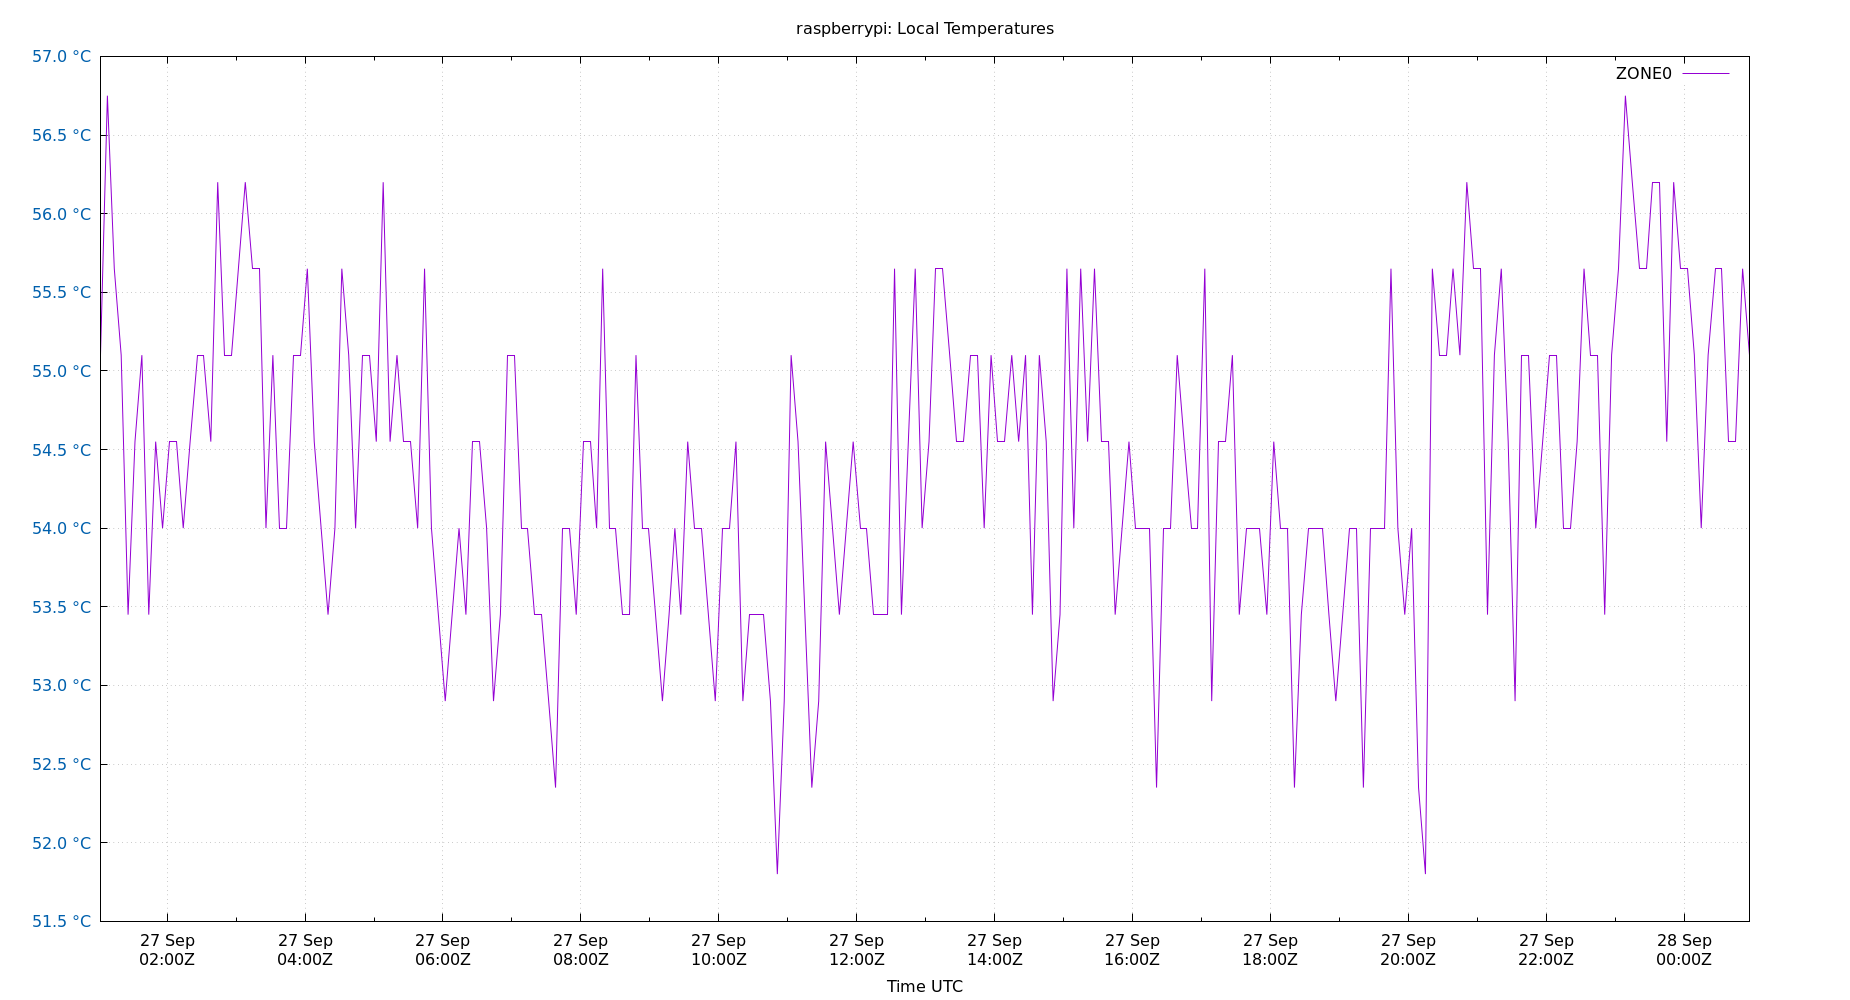 raspberrypi: Local Temperatures
57.0 °C
ZONE0
56.5 °C
56.0 °C
55.5 °C
55.0 °C
54.5 °C
54.0 °C
53.5 °C
53.0 °C
52.5 °C
52.0 °C
51.5 °C
27 Sep 27 Sep 27 Sep 27 Sep 27 Sep 27 Sep 27 Sep 27 Sep 27 Sep 27 Sep 27 Sep 28 Sep
02:00Z 04:00Z 06:00Z 08:00Z 10:00Z 12:00Z 14:00Z 16:00Z 18:00Z 20:00Z 22:00Z 00:00Z
Time UTC